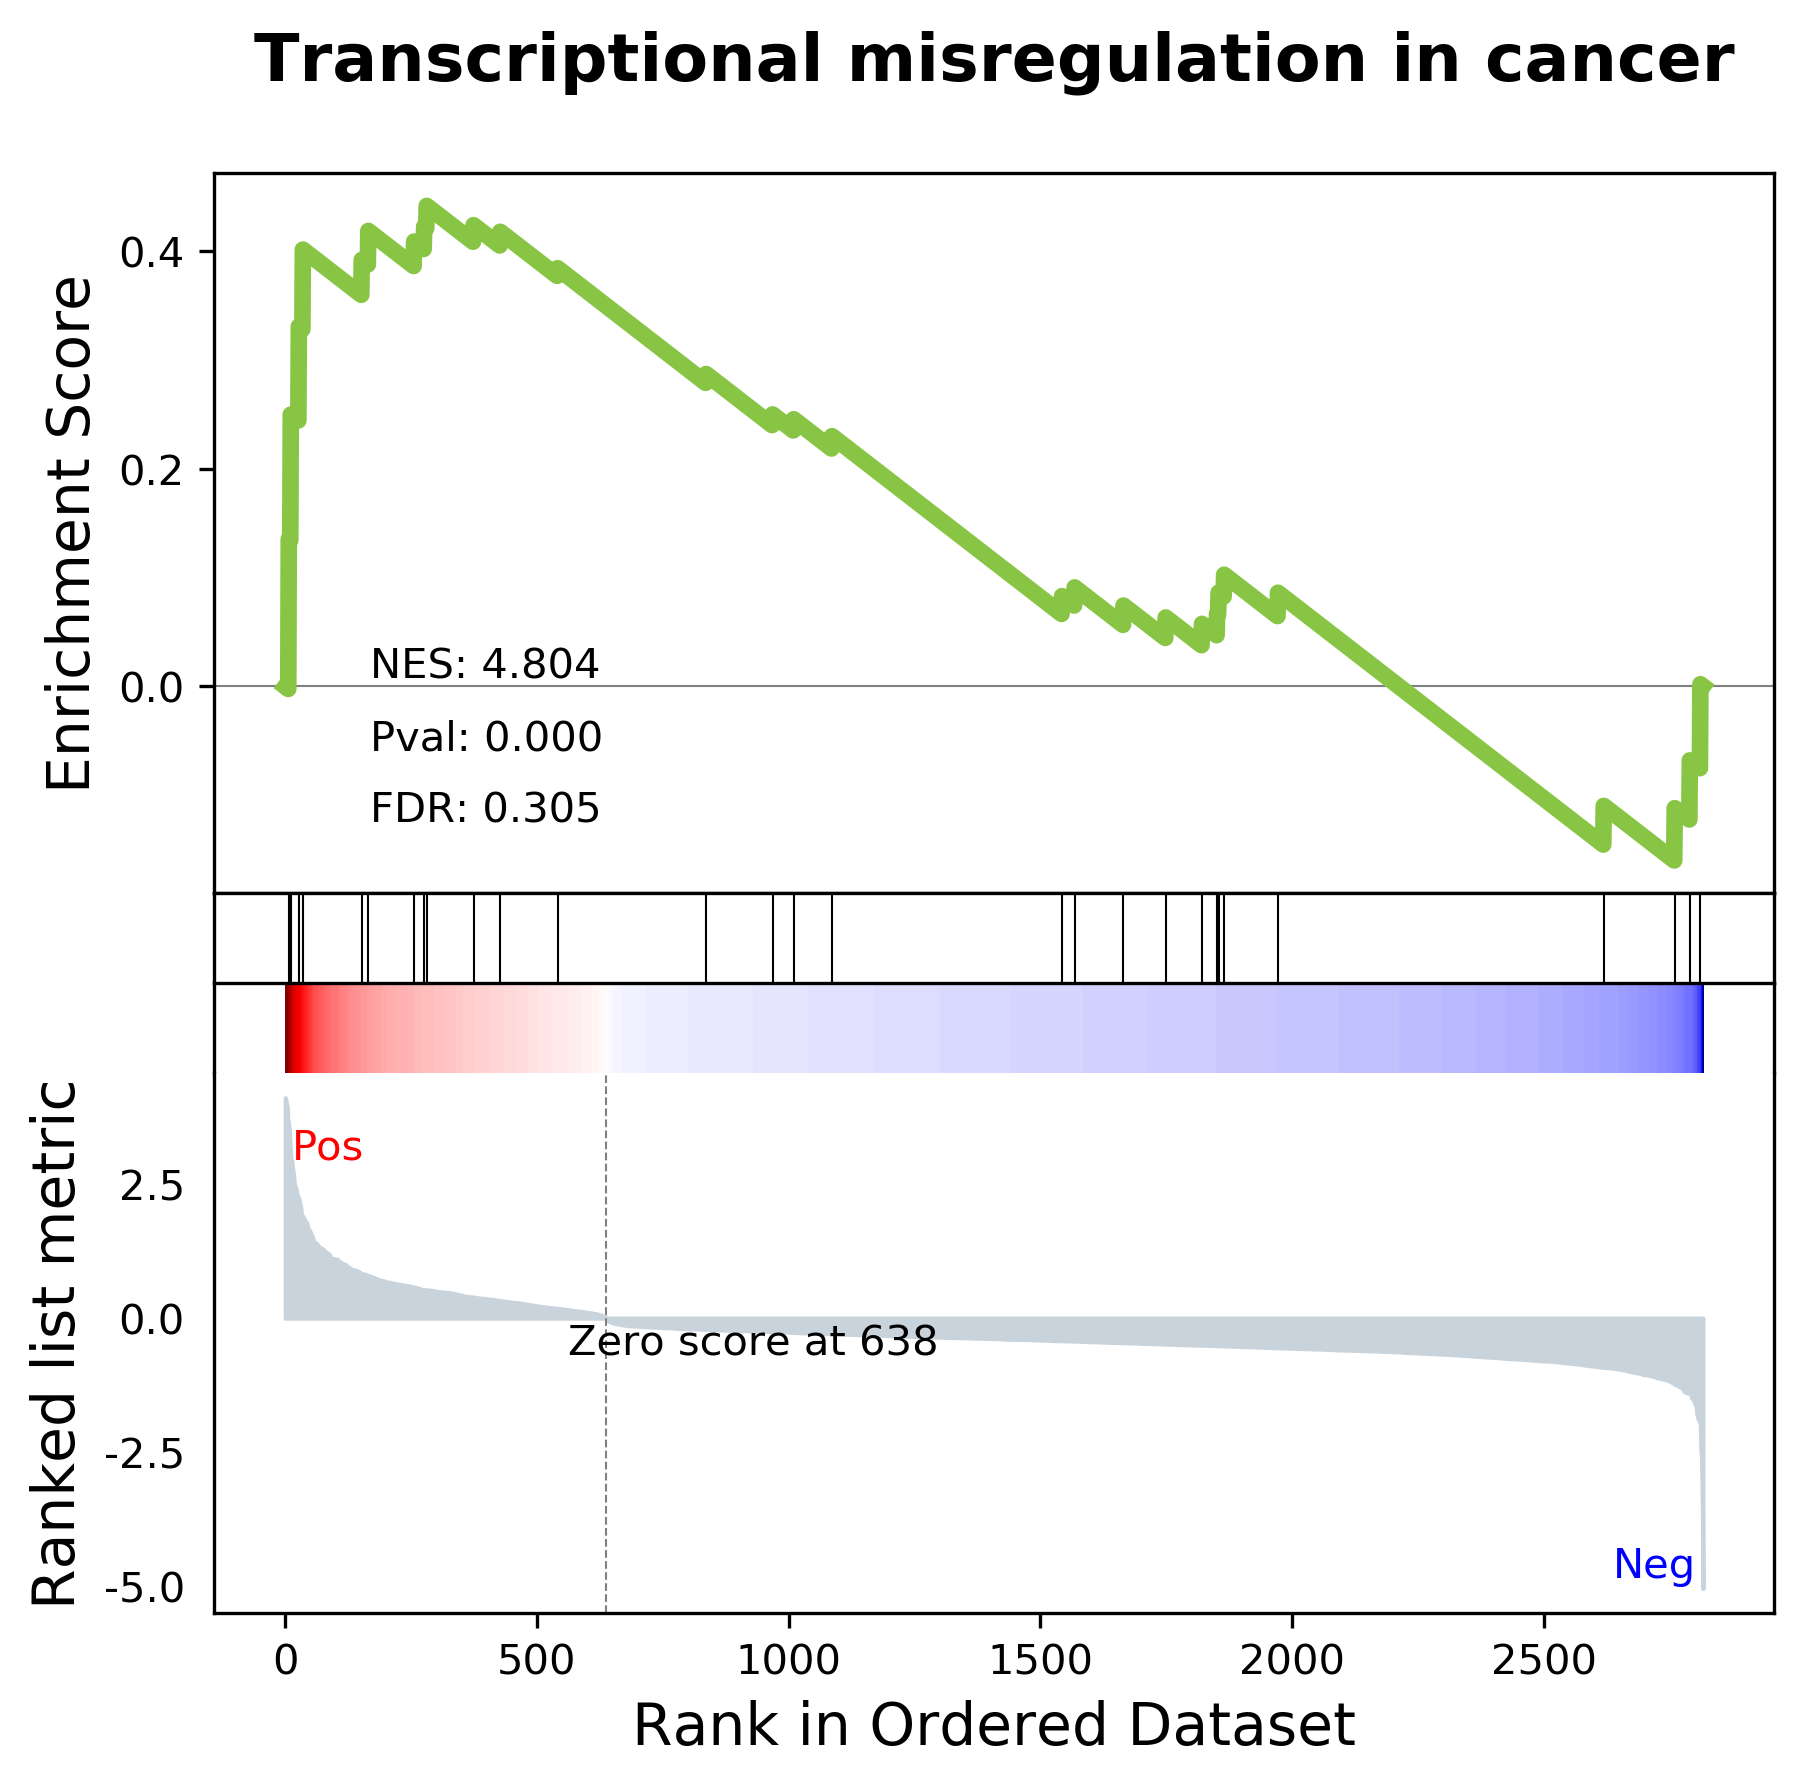 Transcriptional misregulation in cancer
Enrichment Score
0.4
0.2
0.0
NES: 4.804
Pval: 0.000
FDR: 0.305
Ranked list metric
Pos
2.5
0.0
Zero score at 638
-2.5
-5.0
Neg
0 500 1000 1500 2000 2500
Rank in Ordered Dataset